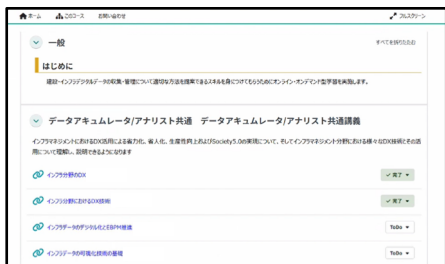 ホーム このコース お問い合わせ フルスクリーン
一般 すべてを折りたたむ
はじめに
建設・インフラデジタルデータの収集・管理について適切な方法を提案できるスキルを身につけてもらうためにオンライン・オンデマンド型学習を実施します。
データアキュムレータ/アナリスト共通 データアキュムレータ/アナリスト共通講義
インフラマネジメントにおけるDX活用による省力化、省人化、生産性向上およびSociety5.0の実現について、そしてインフラマネジメント分野における様々なDX技術とその活
用について理解し、説明できるようになります
インフラ分野のDX 完了
インフラ分野におけるDX技術 完了
インフラデータのデジタル化とEBPM推進 ToDo
インフラデータの可視化技術の基礎 ToDo